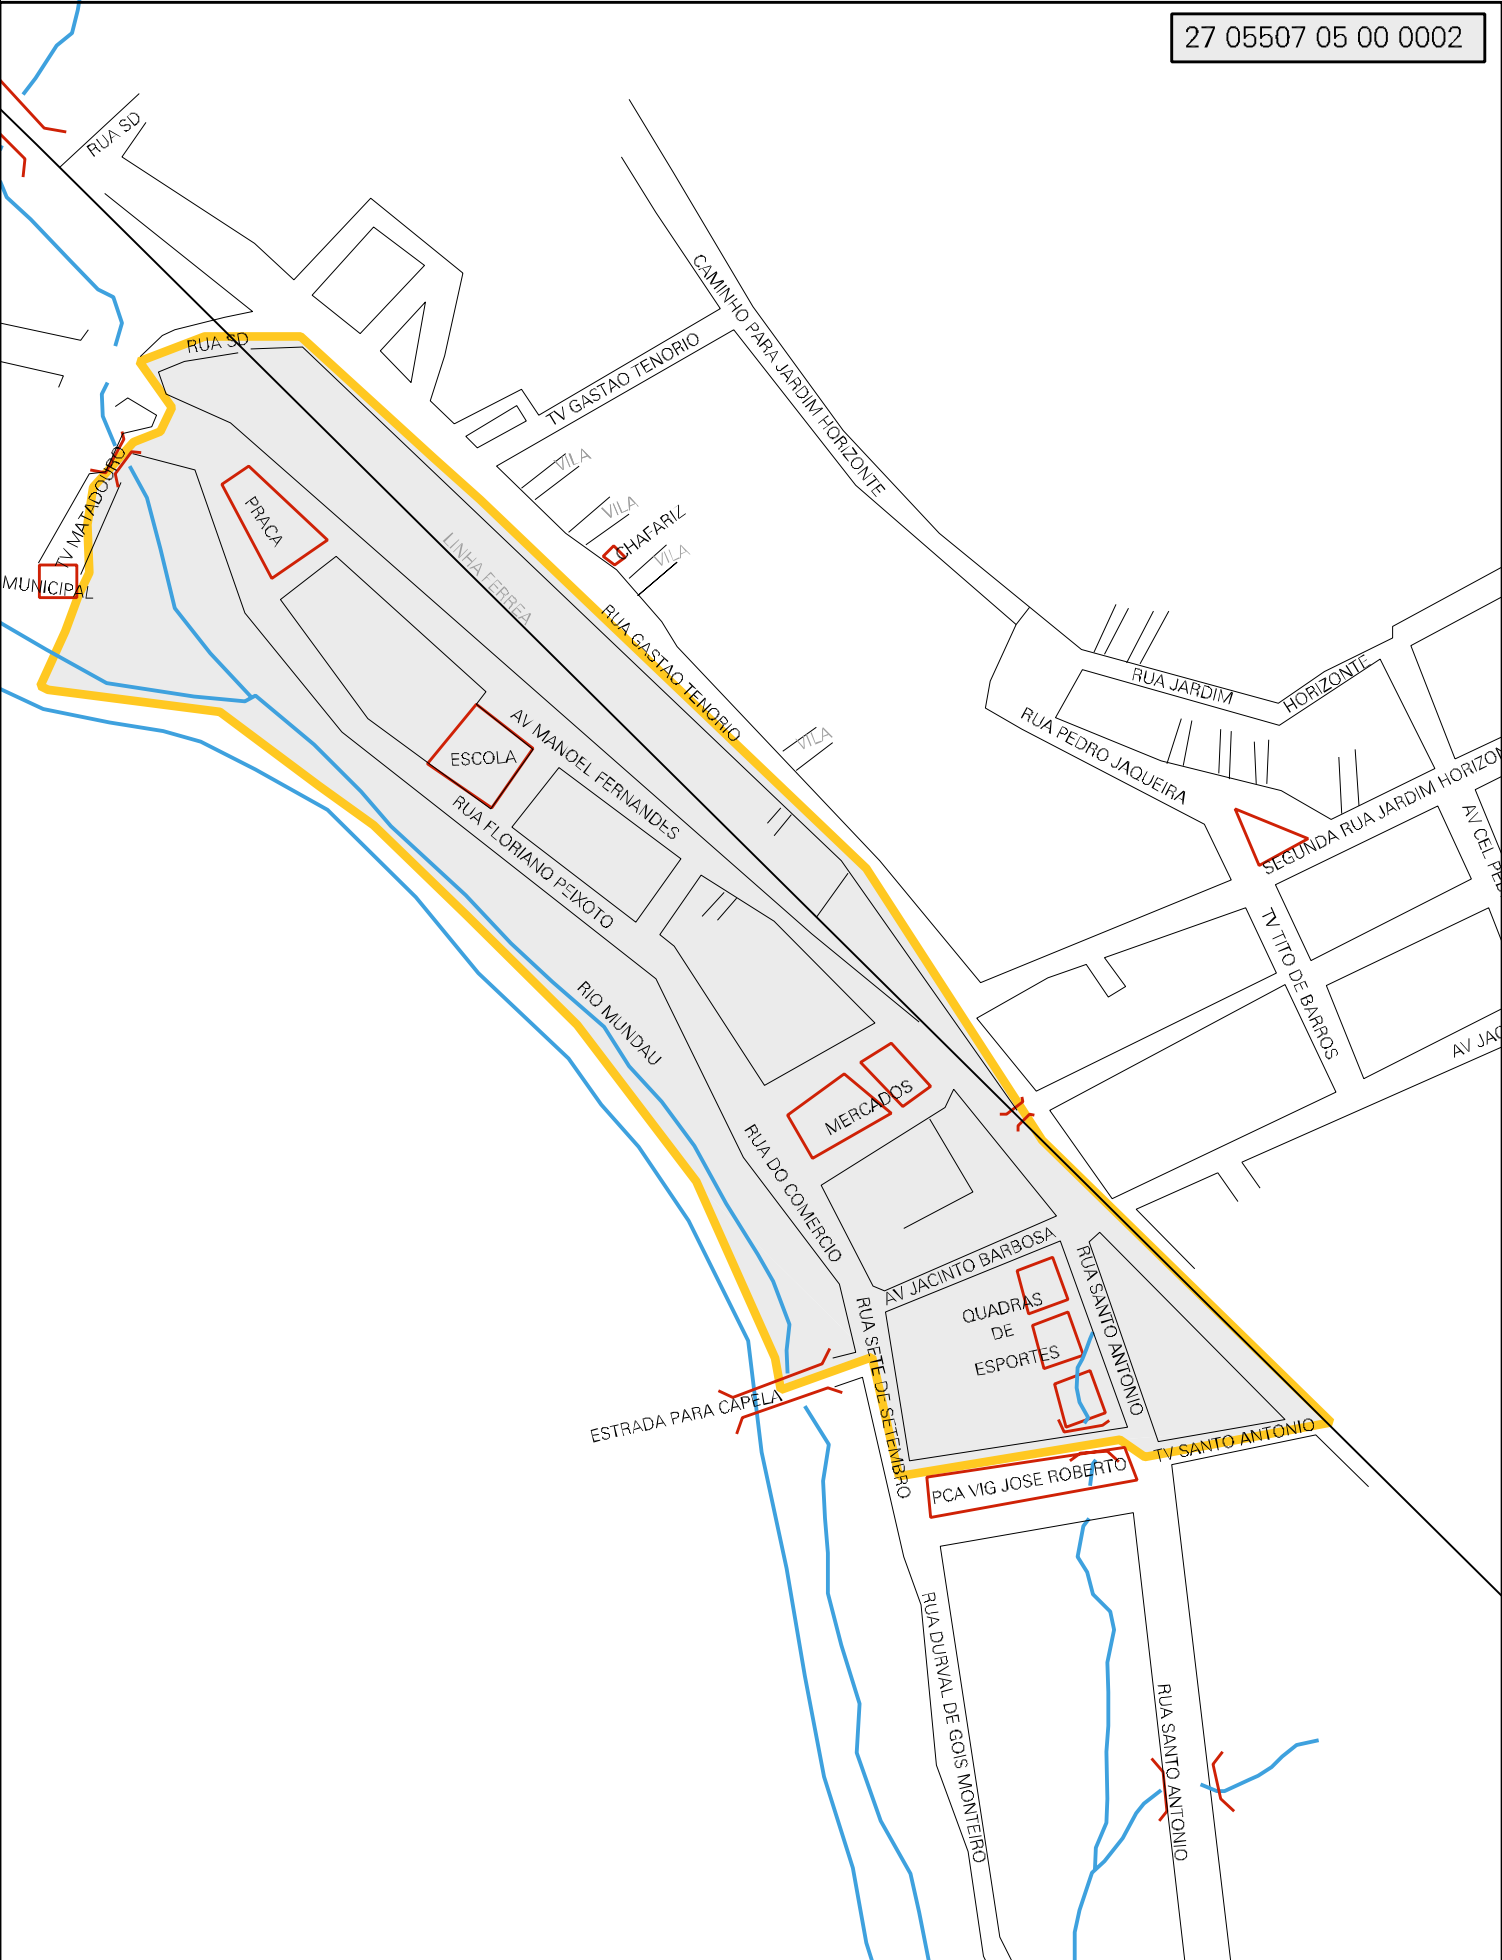 27 05507 05 00 0002
RUA SD
CAMINHO PARA JARDIM HORIZONTE
RUA SD
TV GASTAO TENORIO
VILA
TV MATADOURO
PRACA
VILA
CHAFARIZ
VILA
LINHA FERREA
MUNICIPAL
RUA GASTAO TENORIO
RUA JARDIM
HORIZONTE
RUA PEDRO JAQUEIRA
AV MANOEL FERNANDES
VILA
ESCOLA
SEGUNDA RUA JARDIM HORIZON
RUA FLORIANO PEIXOTO
AV CEL PED
TV TITO DE BARROS
RIO MUNDAU
AV JAC
MERCADOS
RUA DO COMERCIO
AV JACINTO BARBOSA
RUA SANTO ANTONIO
QUADRAS
DE
ESPORTES
RUA SETE DE SETEMBRO
ESTRADA PARA CAPELA
TV SANTO ANTONIO
PCA VIG JOSE ROBERTO
RUA DURVAL DE GOIS MONTEIRO
RUA SANTO ANTONIO